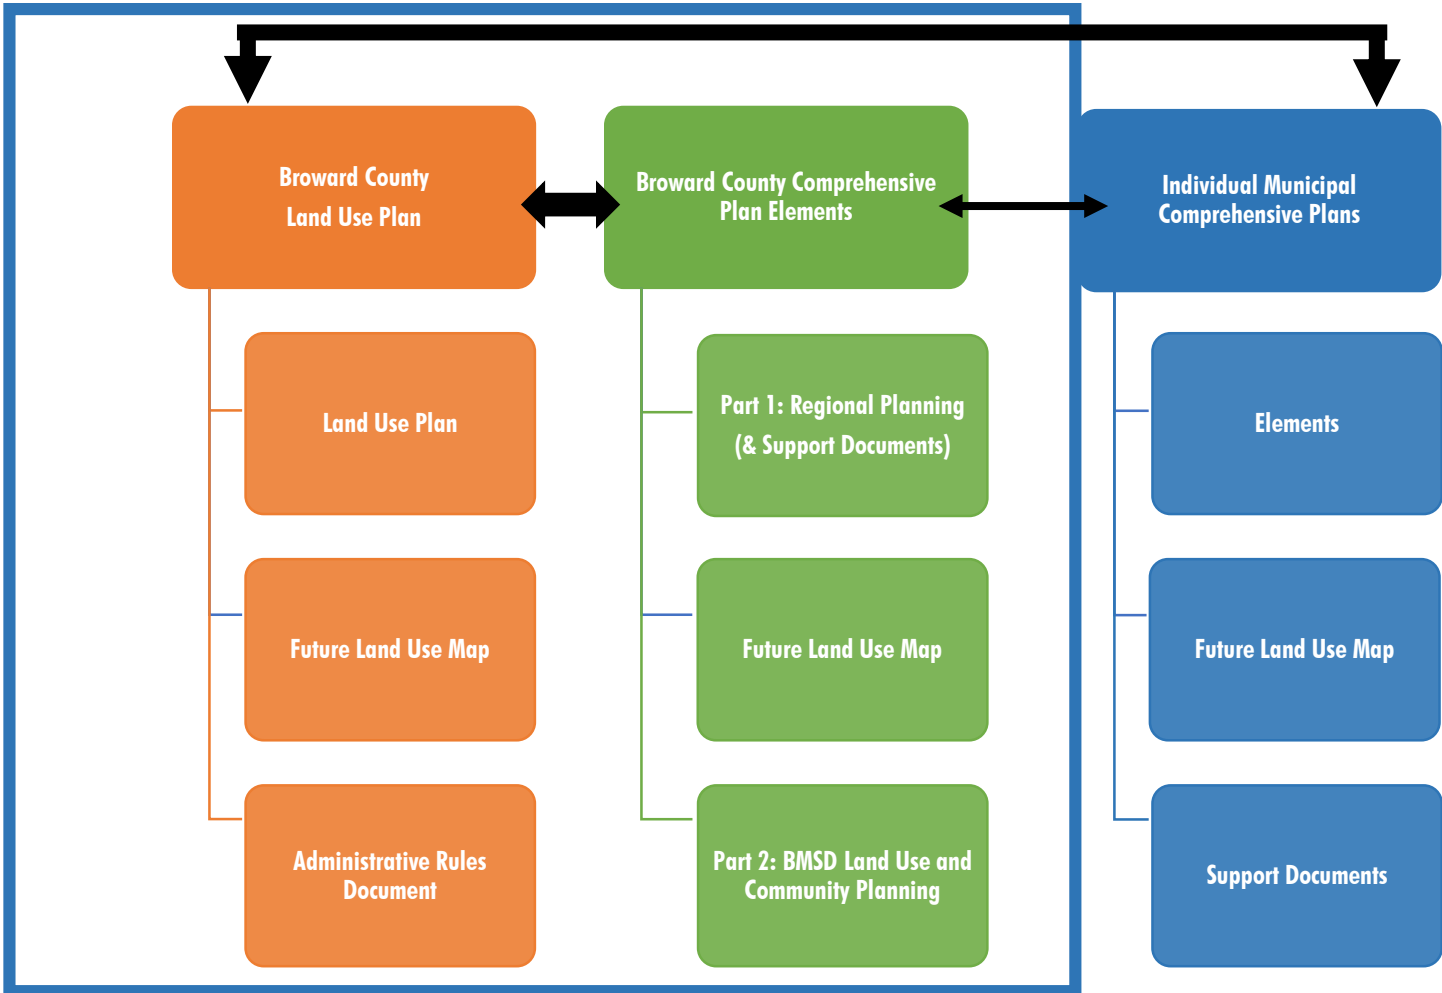 Broward County
Land Use Plan
Broward County Comprehensive
Plan Elements
Individual Municipal
Comprehensive Plans
Land Use Plan
Part 1: Regional Planning
(& Support Documents)
Elements
Future Land Use Map
Future Land Use Map
Future Land Use Map
Administrative Rules
Document
Part 2: BMSD Land Use and
Community Planning
Support Documents